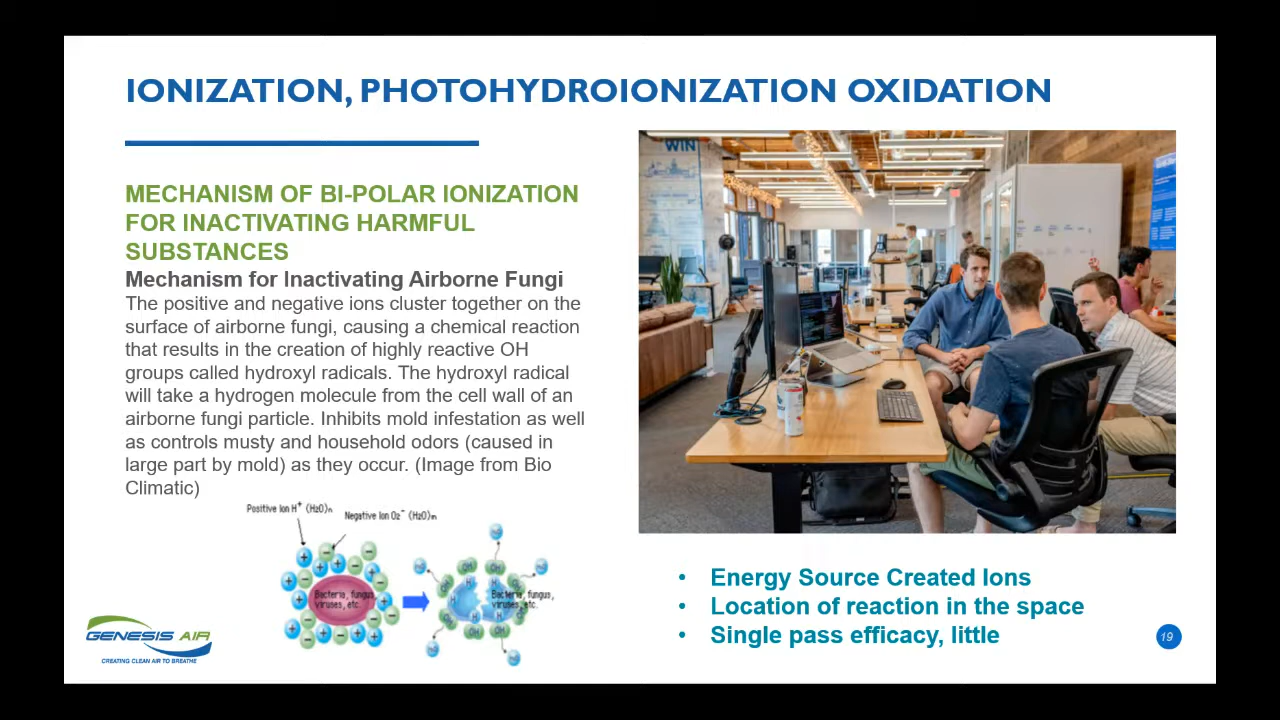 IONIZATION, PHOTOHYDROIONIZATION OXIDATION
MECHANISM OF BI-POLAR IONIZATION
FOR INACTIVATING HARMFUL
SUBSTANCES
Mechanism for Inactivating Airborne Fungi
The positive and negative ions cluster together on the
surface of airborne fungi, causing a chemical reaction
that results in the creation of highly reactive OH
groups called hydroxyl radicals. The hydroxyl radical
will take a hydrogen molecule from the cell wall of an
airborne fungi particle. Inhibits mold infestation as well
as controls musty and household odors (caused in
large part by mold) as they occur. (Image from Bio
Climatic)
Positive Ion H⁺ (H2O)n
Negative Ion O2⁻ (H2O)m
Bacteria, fungus,
viruses, etc.
Bacteria, fungus,
viruses, etc.
WIN
• Energy Source Created Ions
• Location of reaction in the space
• Single pass efficacy, little
GENESIS AIR
CREATING CLEAN AIR TO BREATHE
19